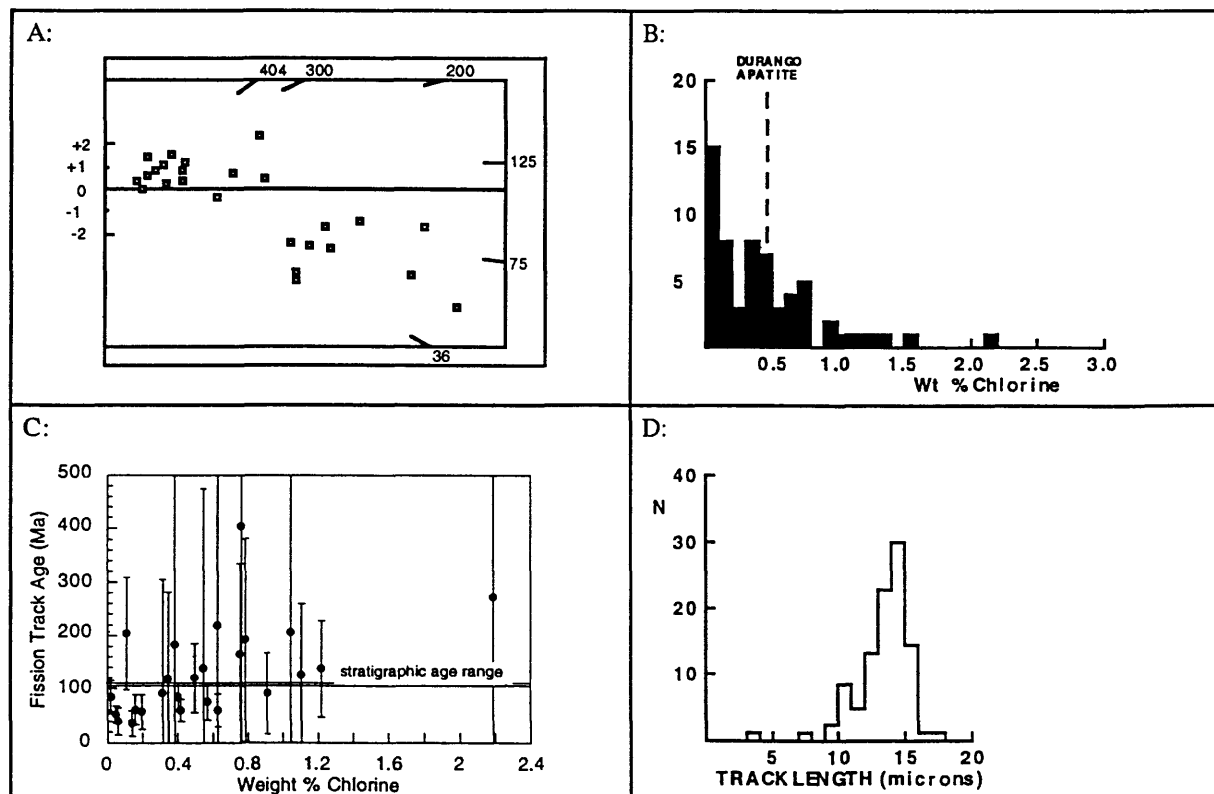 A:
404 300 200
+2
+1
0
-1
-2
125
75
36
B:
DURANGO
APATITE
20
15
10
5
0.5 1.0 1.5 2.0 2.5 3.0
Wt % Chlorine
C:
Fission Track Age (Ma)
500
400
300
200
100
0
stratigraphic age range
0 0.4 0.8 1.2 1.6 2 2.4
Weight % Chlorine
D:
N
40
30
20
10
5 10 15 20
TRACK LENGTH (microns)